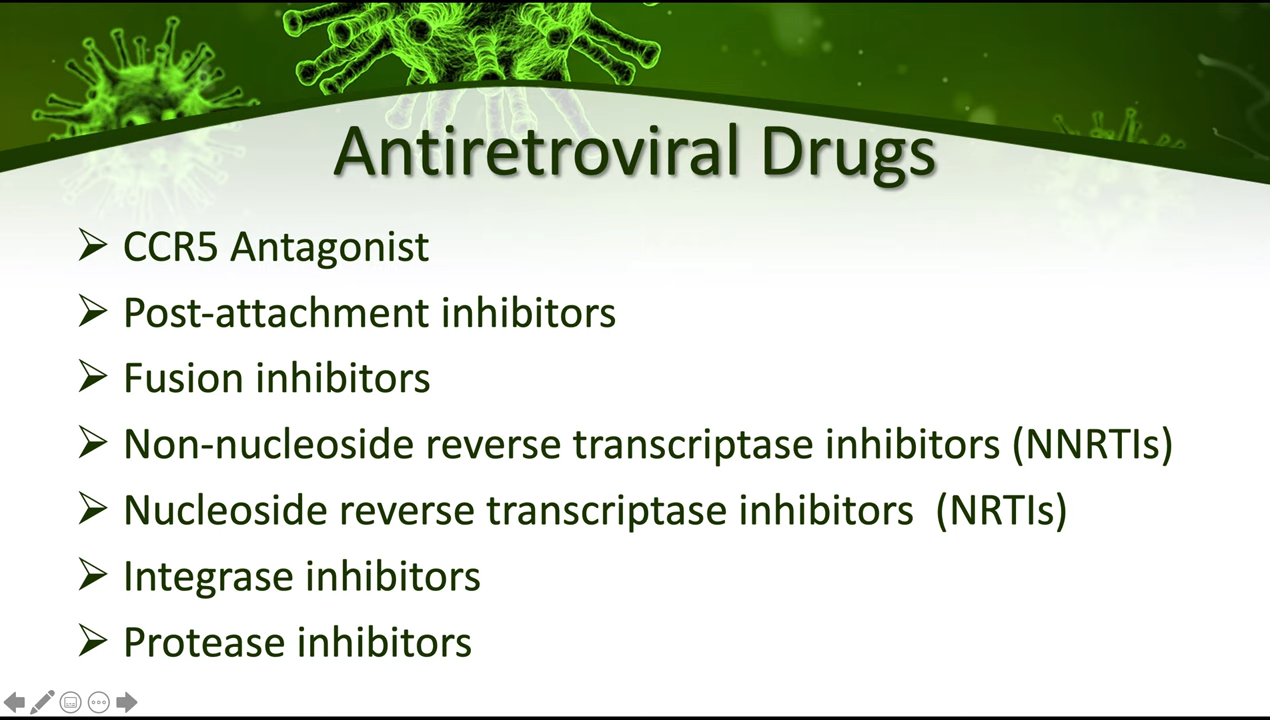 Antiretroviral Drugs
CCR5 Antagonist
Post-attachment inhibitors
Fusion inhibitors
Non-nucleoside reverse transcriptase inhibitors (NNRTIs)
Nucleoside reverse transcriptase inhibitors  (NRTIs)
Integrase inhibitors
Protease inhibitors